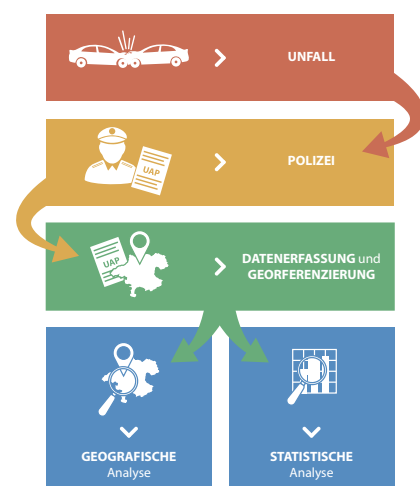 UNFALL
UAP
POLIZEI
UAP
DATENERFASSUNG und
GEORFERENZIERUNG
GEOGRAFISCHE
Analyse
STATISTISCHE
Analyse